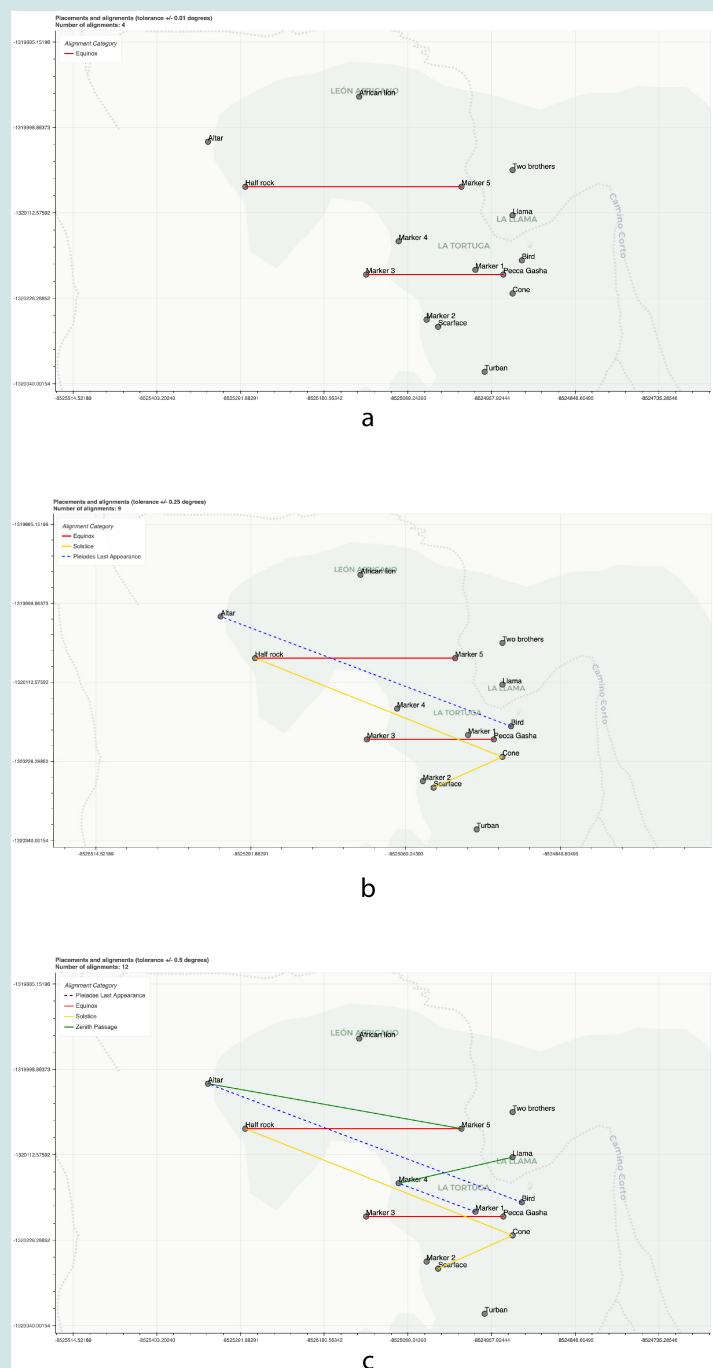 Placements and alignments (tolerance +/- 0.01 degrees)
Number of alignments: 4
-1319885.15196
Alignment Category
Equinox
LEÓN AFRICANO
African lion
-1319998.86373
Altar
Two brothers
Half rock
Marker 5
Camino Corto
-1320112.57592
Llama
LA LLAMA
Marker 4
LA TORTUGA
Bird
Marker 3
Marker 1
Pecca Gasha
-1320226.28852
Cone
Marker 2
Scarface
Turban
-1320340.00154
-8525514.52189 -8525403.20240 -8525291.88291 -8525180.56342 -8525069.24393 -8524957.92444 -8524846.60495 -8524735.28546
a
Placements and alignments (tolerance +/- 0.25 degrees)
Number of alignments: 9
-1319885.15196
Alignment Category
Equinox
Solstice
Pleiades Last Appearance
LEÓN AFRICANO
African lion
-1319998.86373
Altar
Two brothers
Half rock
Marker 5
Camino Corto
-1320112.57592
Llama
LA LLAMA
Marker 4
LA TORTUGA
Bird
Marker 3
Marker 1
Pecca Gasha
-1320226.28852
Cone
Marker 2
Scarface
Turban
-1320340.00154
-8525514.52189 -8525291.88291 -8525069.24393 -8524846.60495
b
Placements and alignments (tolerance +/- 0.5 degrees)
Number of alignments: 12
-1319885.15196
Alignment Category
Pleiades Last Appearance
Equinox
Solstice
Zenith Passage
LEÓN AFRICANO
African lion
-1319998.86373
Altar
Two brothers
Half rock
Marker 5
Camino Corto
-1320112.57592
Llama
LA LLAMA
Marker 4
LA TORTUGA
Bird
Marker 3
Marker 1
Pecca Gasha
-1320226.28852
Cone
Marker 2
Scarface
Turban
-1320340.00154
-8525514.52189 -8525403.20240 -8525291.88291 -8525180.56342 -8525069.24393 -8524957.92444 -8524846.60495 -8524735.28546
c